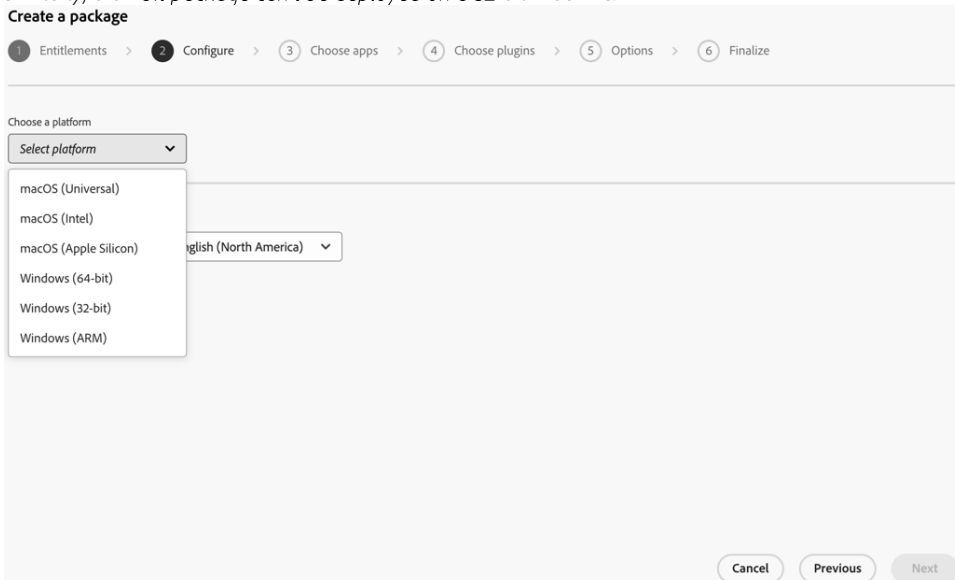 Create a package
1 Entitlements > 2 Configure > 3 Choose apps > 4 Choose plugins > 5 Options > 6 Finalize
Choose a platform
Select platform
macOS (Universal)
macOS (Intel)
macOS (Apple Silicon)
(North America)
Windows (64-bit)
Windows (32-bit)
Windows (ARM)
Cancel Previous Next